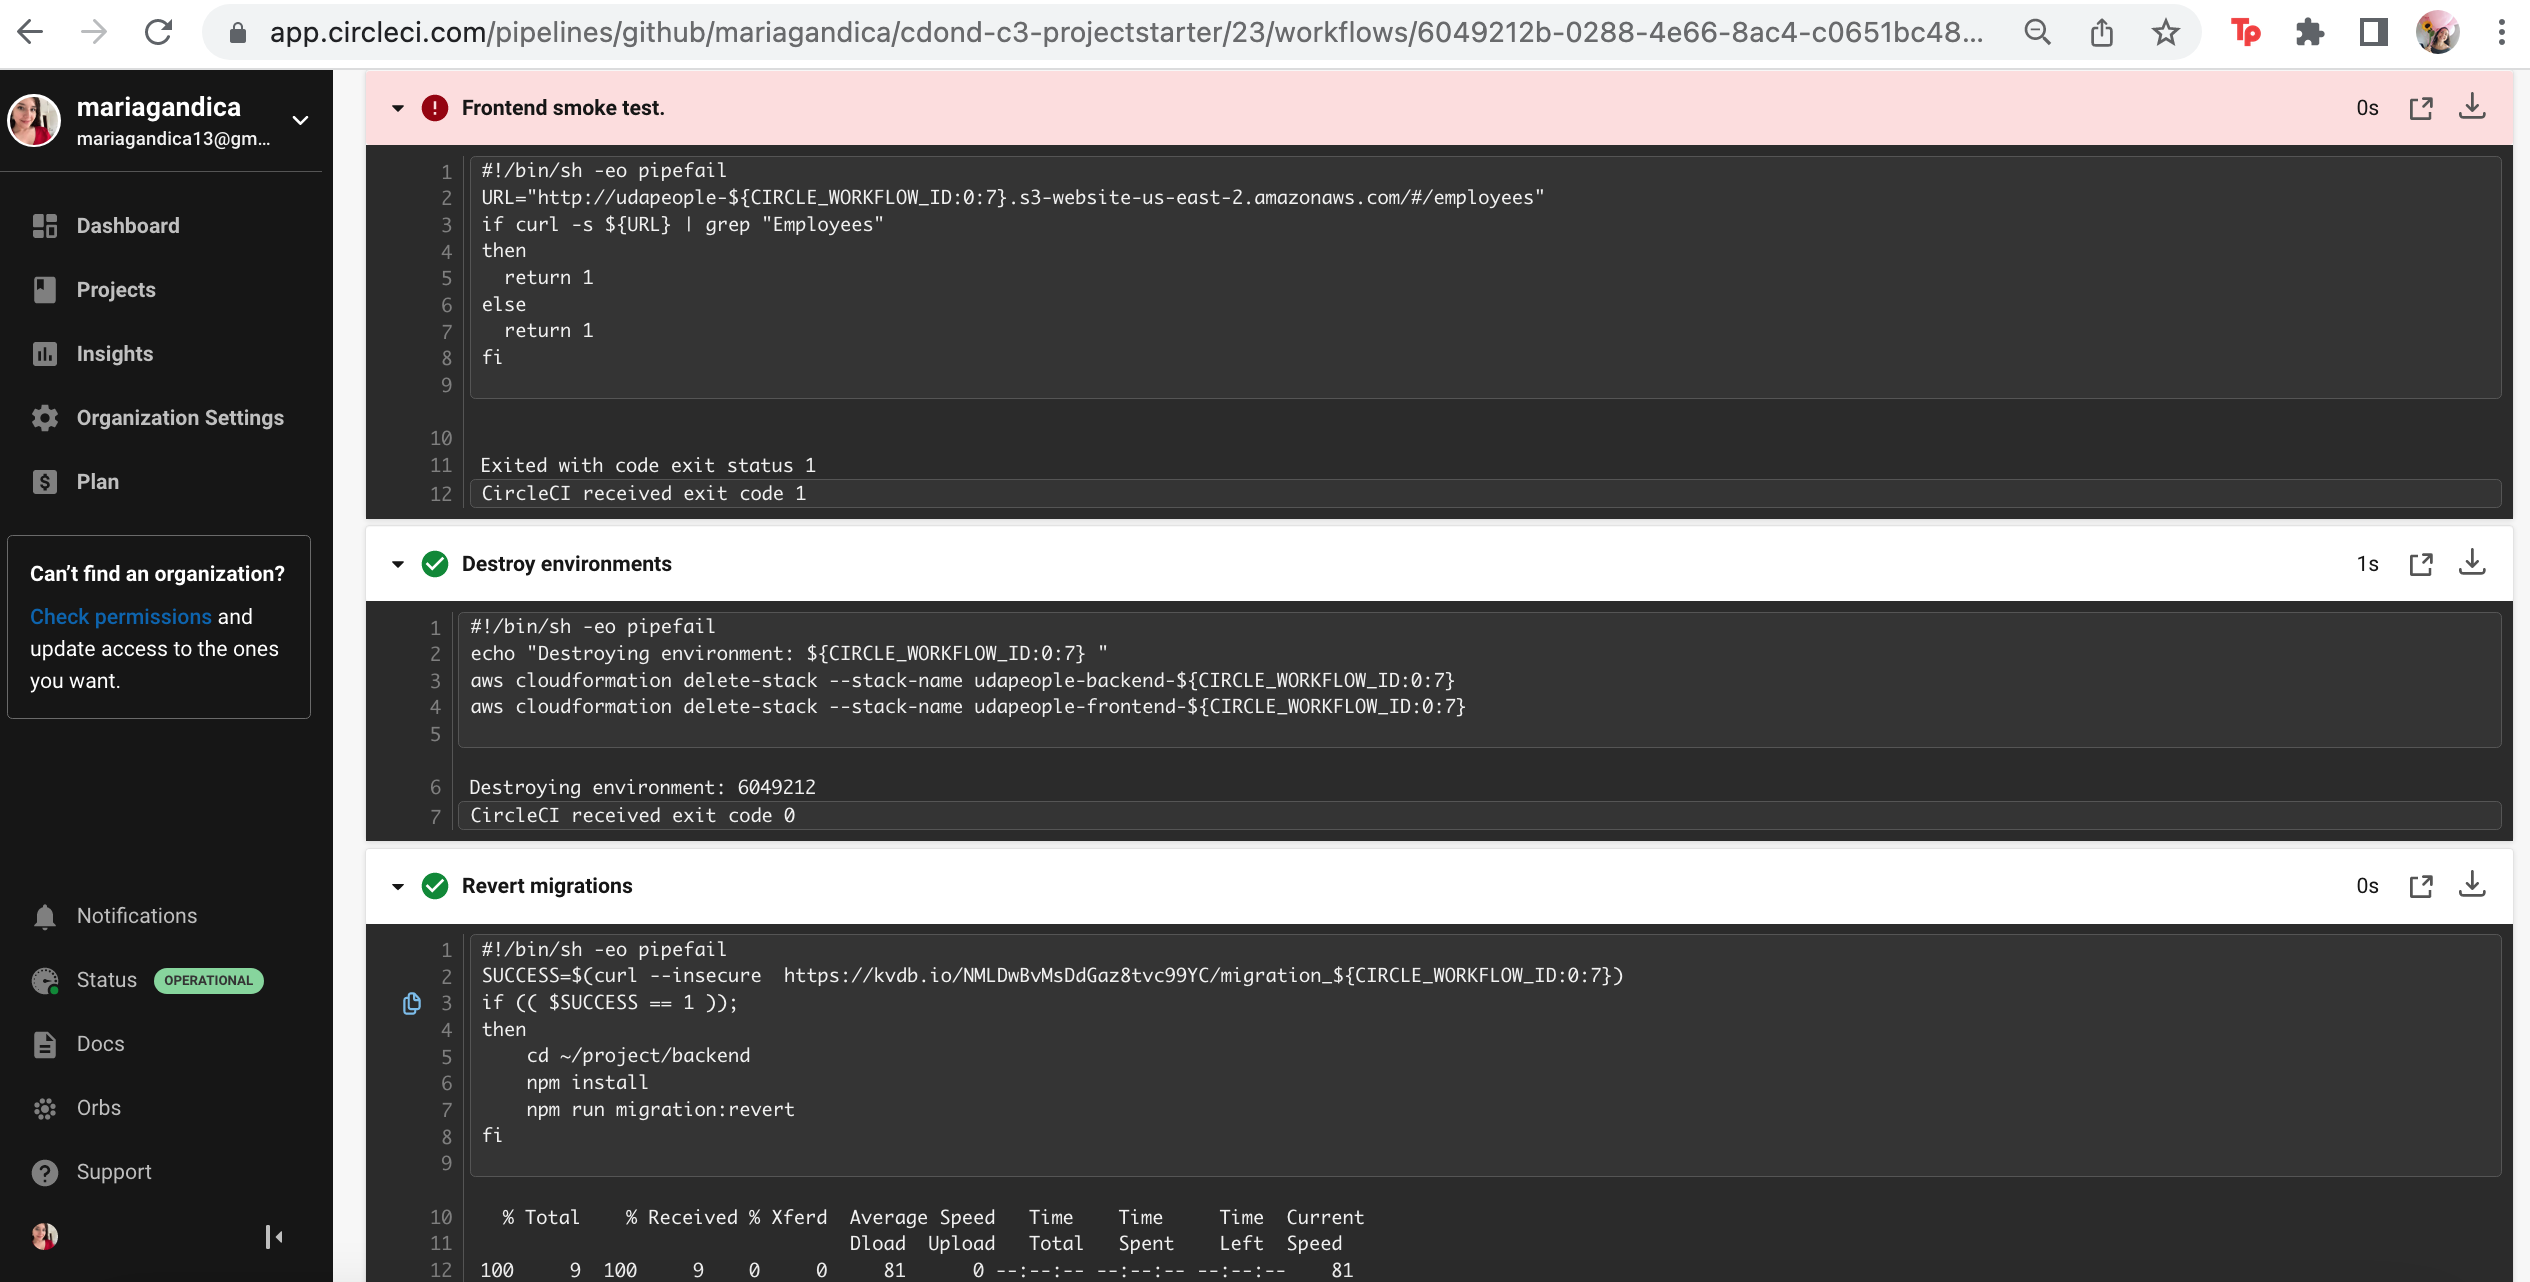 app.circleci.com/pipelines/github/mariagandica/cdond-c3-projectstarter/23/workflows/6049212b-0288-4e66-8ac4-c0651bc48...
Tp
mariagandica
mariagandica13@gm...
Dashboard
Projects
Insights
Organization Settings
Plan
Can't find an organization?
Check permissions and
update access to the ones
you want.
Notifications
Status OPERATIONAL
Docs
Orbs
Support
Frontend smoke test. 0s
1 #!/bin/sh -eo pipefail
2 URL="http://udapeople-${CIRCLE_WORKFLOW_ID:0:7}.s3-website-us-east-2.amazonaws.com/#/employees"
3 if curl -s ${URL} | grep "Employees"
4 then
5   return 1
6 else
7   return 1
8 fi
9
10
11 Exited with code exit status 1
12 CircleCI received exit code 1
Destroy environments 1s
1 #!/bin/sh -eo pipefail
2 echo "Destroying environment: ${CIRCLE_WORKFLOW_ID:0:7} "
3 aws cloudformation delete-stack --stack-name udapeople-backend-${CIRCLE_WORKFLOW_ID:0:7}
4 aws cloudformation delete-stack --stack-name udapeople-frontend-${CIRCLE_WORKFLOW_ID:0:7}
5
6 Destroying environment: 6049212
7 CircleCI received exit code 0
Revert migrations 0s
1 #!/bin/sh -eo pipefail
2 SUCCESS=$(curl --insecure  https://kvdb.io/NMLDwBvMsDdGaz8tvc99YC/migration_${CIRCLE_WORKFLOW_ID:0:7})
3 if (( $SUCCESS == 1 ));
4 then
5     cd ~/project/backend
6     npm install
7     npm run migration:revert
8 fi
9
10   % Total    % Received % Xferd  Average Speed   Time    Time     Time  Current
11                                  Dload  Upload   Total   Spent    Left  Speed
12 100     9  100     9    0     0     81      0 --:--:-- --:--:-- --:--:--    81